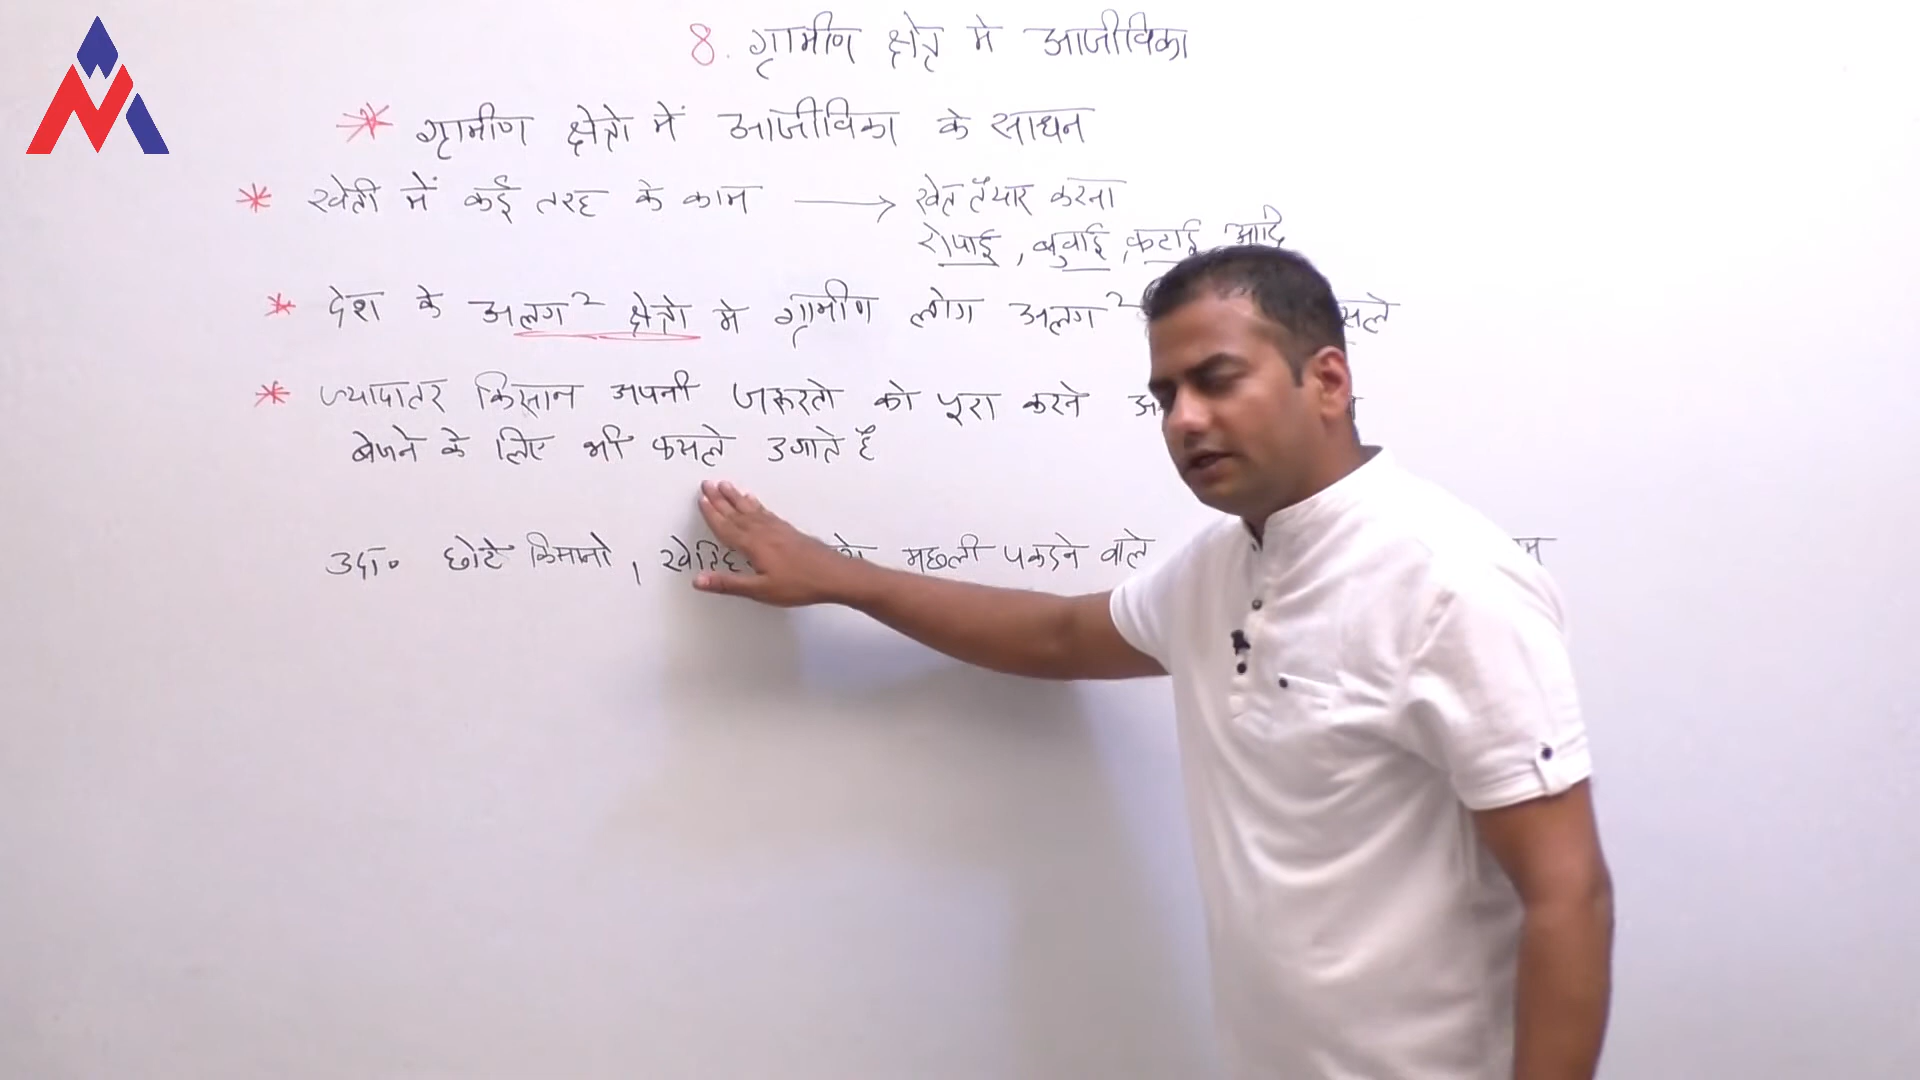 8. ग्रामीण क्षेत्र मे आजीविका
* ग्रामीण क्षेत्रो में आजीविका के साधन
* खेती में कई तरह के काम → खेत तैयार करना
रोपाई, बुवाई, कटाई आदि
* देश के अलग² क्षेत्रो मे ग्रामीण लोग अलग²
* ज्यादातर किसान अपनी जरूरतो को पूरा करने
बेचने के लिए भी फसले उगाते है
उदा० छोटे किसानो, मछली पकडने वाले